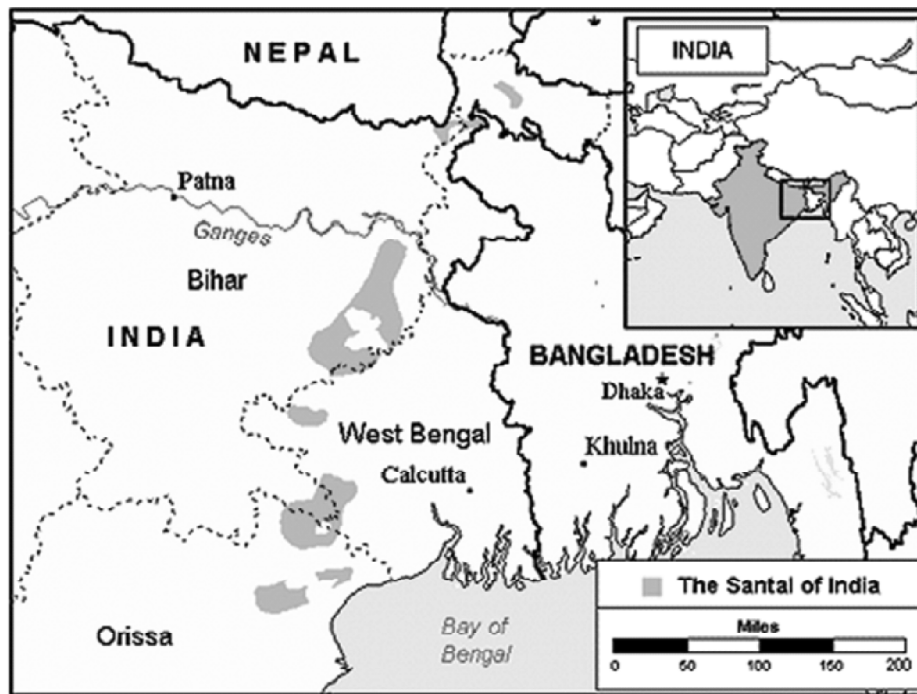 NEPAL
INDIA
Patna
Ganges
Bihar
INDIA
BANGLADESH
Dhaka
West Bengal
Khulna
Calcutta
The Santal of India
Miles
0 50 100 150 200
Orissa
Bay of
Bengal